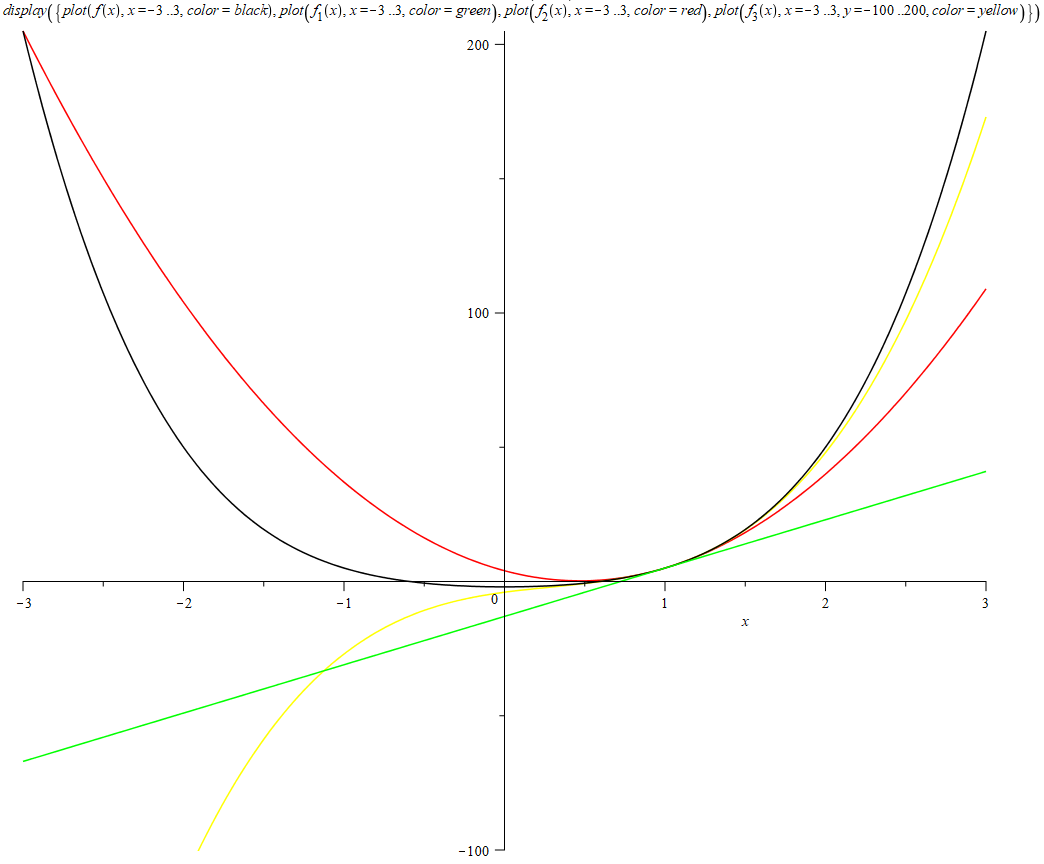 display({plot(f(x), x=-3..3, color=black), plot(f₁(x), x=-3..3, color=green), plot(f₂(x), x=-3..3, color=red), plot(f₃(x), x=-3..3, y=-100..200, color=yellow)})
200
100
0
-3 -2 -1 1 2 3
x
-100